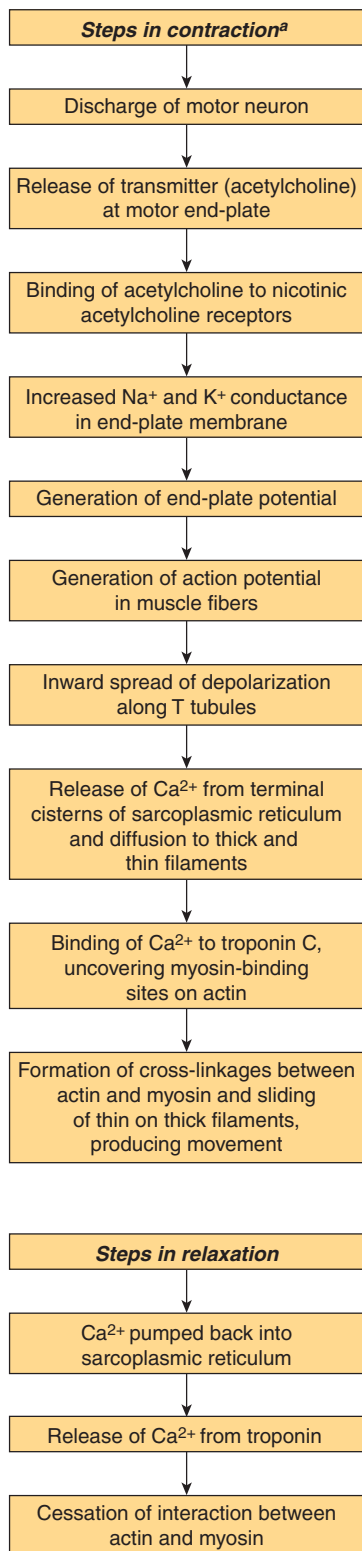 Steps in contractionᵃ
Discharge of motor neuron
Release of transmitter (acetylcholine)
at motor end-plate
Binding of acetylcholine to nicotinic
acetylcholine receptors
Increased Na⁺ and K⁺ conductance
in end-plate membrane
Generation of end-plate potential
Generation of action potential
in muscle fibers
Inward spread of depolarization
along T tubules
Release of Ca²⁺ from terminal
cisterns of sarcoplasmic reticulum
and diffusion to thick and
thin filaments
Binding of Ca²⁺ to troponin C,
uncovering myosin-binding
sites on actin
Formation of cross-linkages between
actin and myosin and sliding
of thin on thick filaments,
producing movement
Steps in relaxation
Ca²⁺ pumped back into
sarcoplasmic reticulum
Release of Ca²⁺ from troponin
Cessation of interaction between
actin and myosin